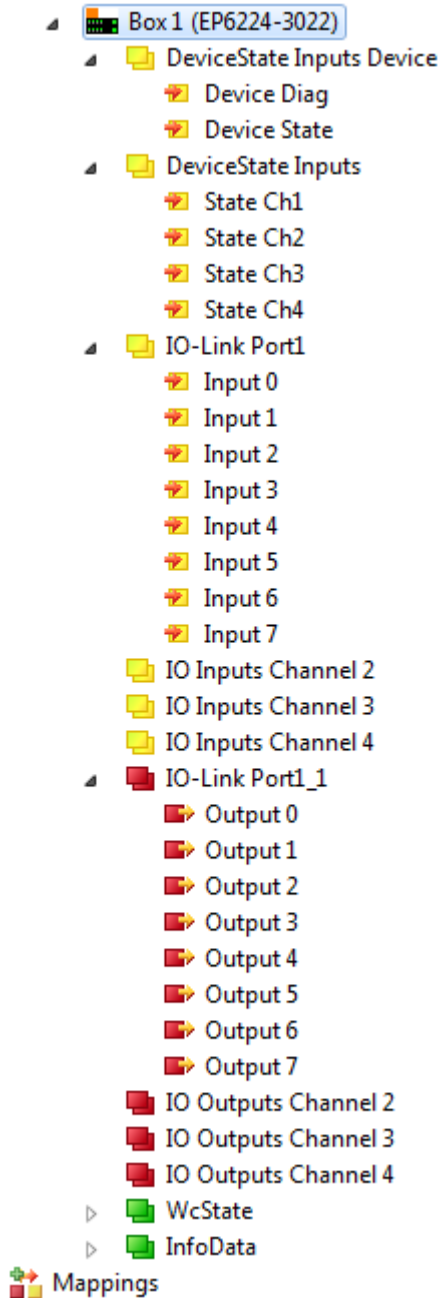 Box 1 (EP6224-3022)
DeviceState Inputs Device
Device Diag
Device State
DeviceState Inputs
State Ch1
State Ch2
State Ch3
State Ch4
IO-Link Port1
Input 0
Input 1
Input 2
Input 3
Input 4
Input 5
Input 6
Input 7
IO Inputs Channel 2
IO Inputs Channel 3
IO Inputs Channel 4
IO-Link Port1_1
Output 0
Output 1
Output 2
Output 3
Output 4
Output 5
Output 6
Output 7
IO Outputs Channel 2
IO Outputs Channel 3
IO Outputs Channel 4
WcState
InfoData
Mappings